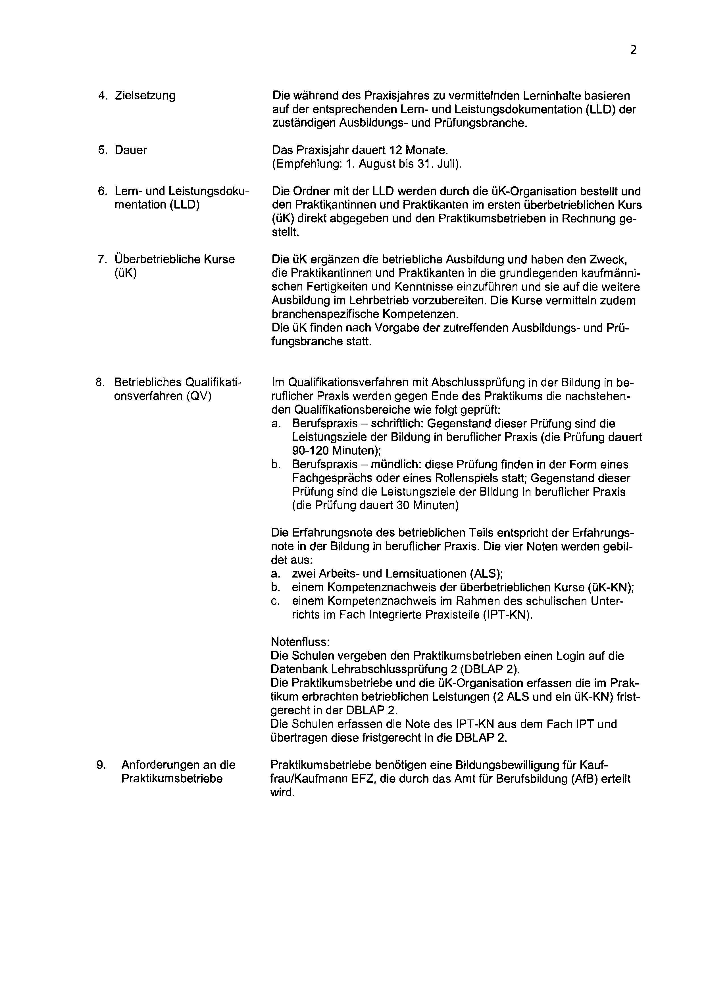 2
4. Zielsetzung
Die während des Praxisjahres zu vermittelnden Lerninhalte basieren
auf der entsprechenden Lern- und Leistungsdokumentation (LLD) der
zuständigen Ausbildungs- und Prüfungsbranche.
5. Dauer
Das Praxisjahr dauert 12 Monate.
(Empfehlung: 1. August bis 31. Juli).
6. Lern- und Leistungsdoku-
mentation (LLD)
Die Ordner mit der LLD werden durch die üK-Organisation bestellt und
den Praktikantinnen und Praktikanten im ersten überbetrieblichen Kurs
(üK) direkt abgegeben und den Praktikumsbetrieben in Rechnung ge-
stellt.
7. Überbetriebliche Kurse
(üK)
Die üK ergänzen die betriebliche Ausbildung und haben den Zweck,
die Praktikantinnen und Praktikanten in die grundlegenden kaufmänni-
schen Fertigkeiten und Kenntnisse einzuführen und sie auf die weitere
Ausbildung im Lehrbetrieb vorzubereiten. Die Kurse vermitteln zudem
branchenspezifische Kompetenzen.
Die üK finden nach Vorgabe der zutreffenden Ausbildungs- und Prü-
fungsbranche statt.
8. Betriebliches Qualifikati-
onsverfahren (QV)
Im Qualifikationsverfahren mit Abschlussprüfung in der Bildung in be-
ruflicher Praxis werden gegen Ende des Praktikums die nachstehen-
den Qualifikationsbereiche wie folgt geprüft:
a. Berufspraxis – schriftlich: Gegenstand dieser Prüfung sind die
Leistungsziele der Bildung in beruflicher Praxis (die Prüfung dauert
90-120 Minuten);
b. Berufspraxis – mündlich: diese Prüfung finden in der Form eines
Fachgesprächs oder eines Rollenspiels statt; Gegenstand dieser
Prüfung sind die Leistungsziele der Bildung in beruflicher Praxis
(die Prüfung dauert 30 Minuten)
Die Erfahrungsnote des betrieblichen Teils entspricht der Erfahrungs-
note in der Bildung in beruflicher Praxis. Die vier Noten werden gebil-
det aus:
a. zwei Arbeits- und Lernsituationen (ALS);
b. einem Kompetenznachweis der überbetrieblichen Kurse (üK-KN);
c. einem Kompetenznachweis im Rahmen des schulischen Unter-
richts im Fach Integrierte Praxisteile (IPT-KN).
Notenfluss:
Die Schulen vergeben den Praktikumsbetrieben einen Login auf die
Datenbank Lehrabschlussprüfung 2 (DBLAP 2).
Die Praktikumsbetriebe und die üK-Organisation erfassen die im Prak-
tikum erbrachten betrieblichen Leistungen (2 ALS und ein üK-KN) frist-
gerecht in der DBLAP 2.
Die Schulen erfassen die Note des IPT-KN aus dem Fach IPT und
übertragen diese fristgerecht in die DBLAP 2.
9. Anforderungen an die
Praktikumsbetriebe
Praktikumsbetriebe benötigen eine Bildungsbewilligung für Kauf-
frau/Kaufmann EFZ, die durch das Amt für Berufsbildung (AfB) erteilt
wird.